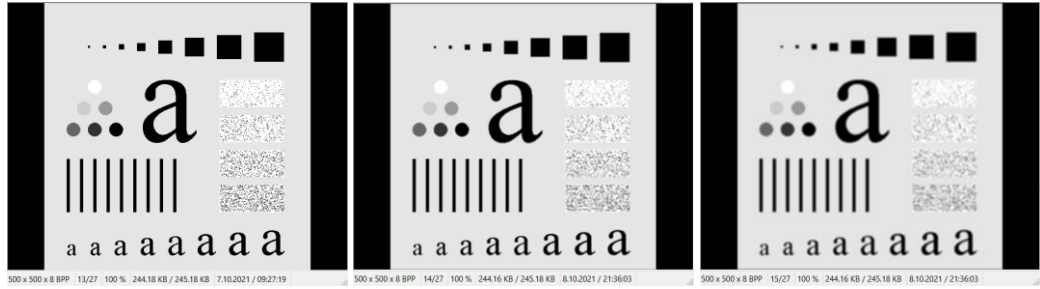 a
a a a a a a a a
500 x 500 x 8 BPP 13/27 100 % 244.18 KB / 245.18 KB 7.10.2021 / 09:27:19
a
a a a a a a a a
500 x 500 x 8 BPP 14/27 100 % 244.16 KB / 245.18 KB 8.10.2021 / 21:36:03
a
a a a a a a a a
500 x 500 x 8 BPP 15/27 100 % 244.16 KB / 245.18 KB 8.10.2021 / 21:36:03